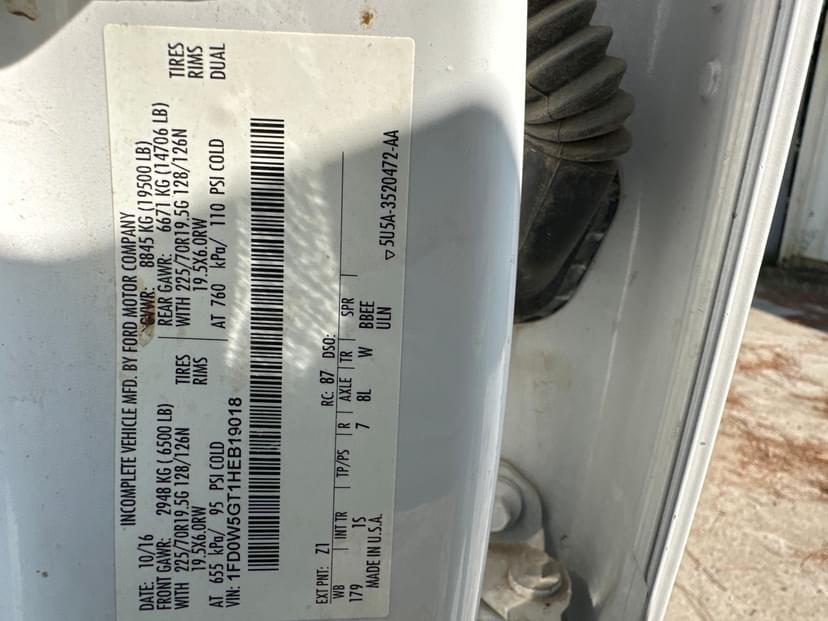 INCOMPLETE VEHICLE MFD. BY FORD MOTOR COMPANY
DATE: 10/16 GVWR: 8845 KG (19500 LB)
FRONT GAWR: 2948 KG ( 6500 LB) REAR GAWR: 6671 KG (14706 LB)
WITH 225/70R19.5G 128/126N TIRES WITH 225/70R19.5G 128/126N TIRES
19.5X6.0RW RIMS 19.5X6.0RW RIMS
AT 655 kPa/ 95 PSI COLD AT 760 kPa/ 110 PSI COLD DUAL
VIN: 1FD0W5GT1HEB19018
EXT PNT: Z1 RC: 87 DSO:
WB INT TR TP/PS R AXLE TR SPR
179 1S 7 8L W BBEE
MADE IN U.S.A. ULN
▽5U5A-3520472-AA